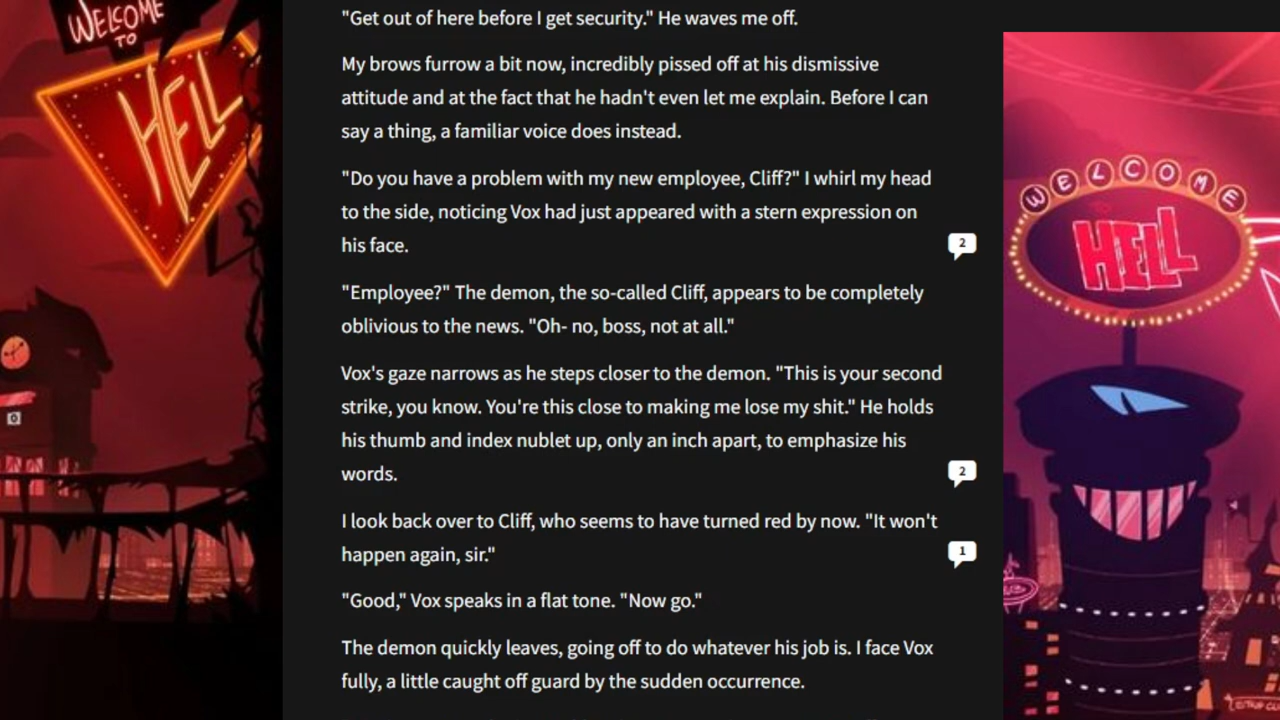 WELCOME
TO
HELL
"Get out of here before I get security." He waves me off.
My brows furrow a bit now, incredibly pissed off at his dismissive
attitude and at the fact that he hadn't even let me explain. Before I can
say a thing, a familiar voice does instead.
"Do you have a problem with my new employee, Cliff?" I whirl my head
to the side, noticing Vox had just appeared with a stern expression on
his face.
2
"Employee?" The demon, the so-called Cliff, appears to be completely
oblivious to the news. "Oh- no, boss, not at all."
Vox's gaze narrows as he steps closer to the demon. "This is your second
strike, you know. You're this close to making me lose my shit." He holds
his thumb and index nublet up, only an inch apart, to emphasize his
words.
2
I look back over to Cliff, who seems to have turned red by now. "It won't
happen again, sir."
1
"Good," Vox speaks in a flat tone. "Now go."
The demon quickly leaves, going off to do whatever his job is. I face Vox
fully, a little caught off guard by the sudden occurrence.
WELCOME
TO
HELL